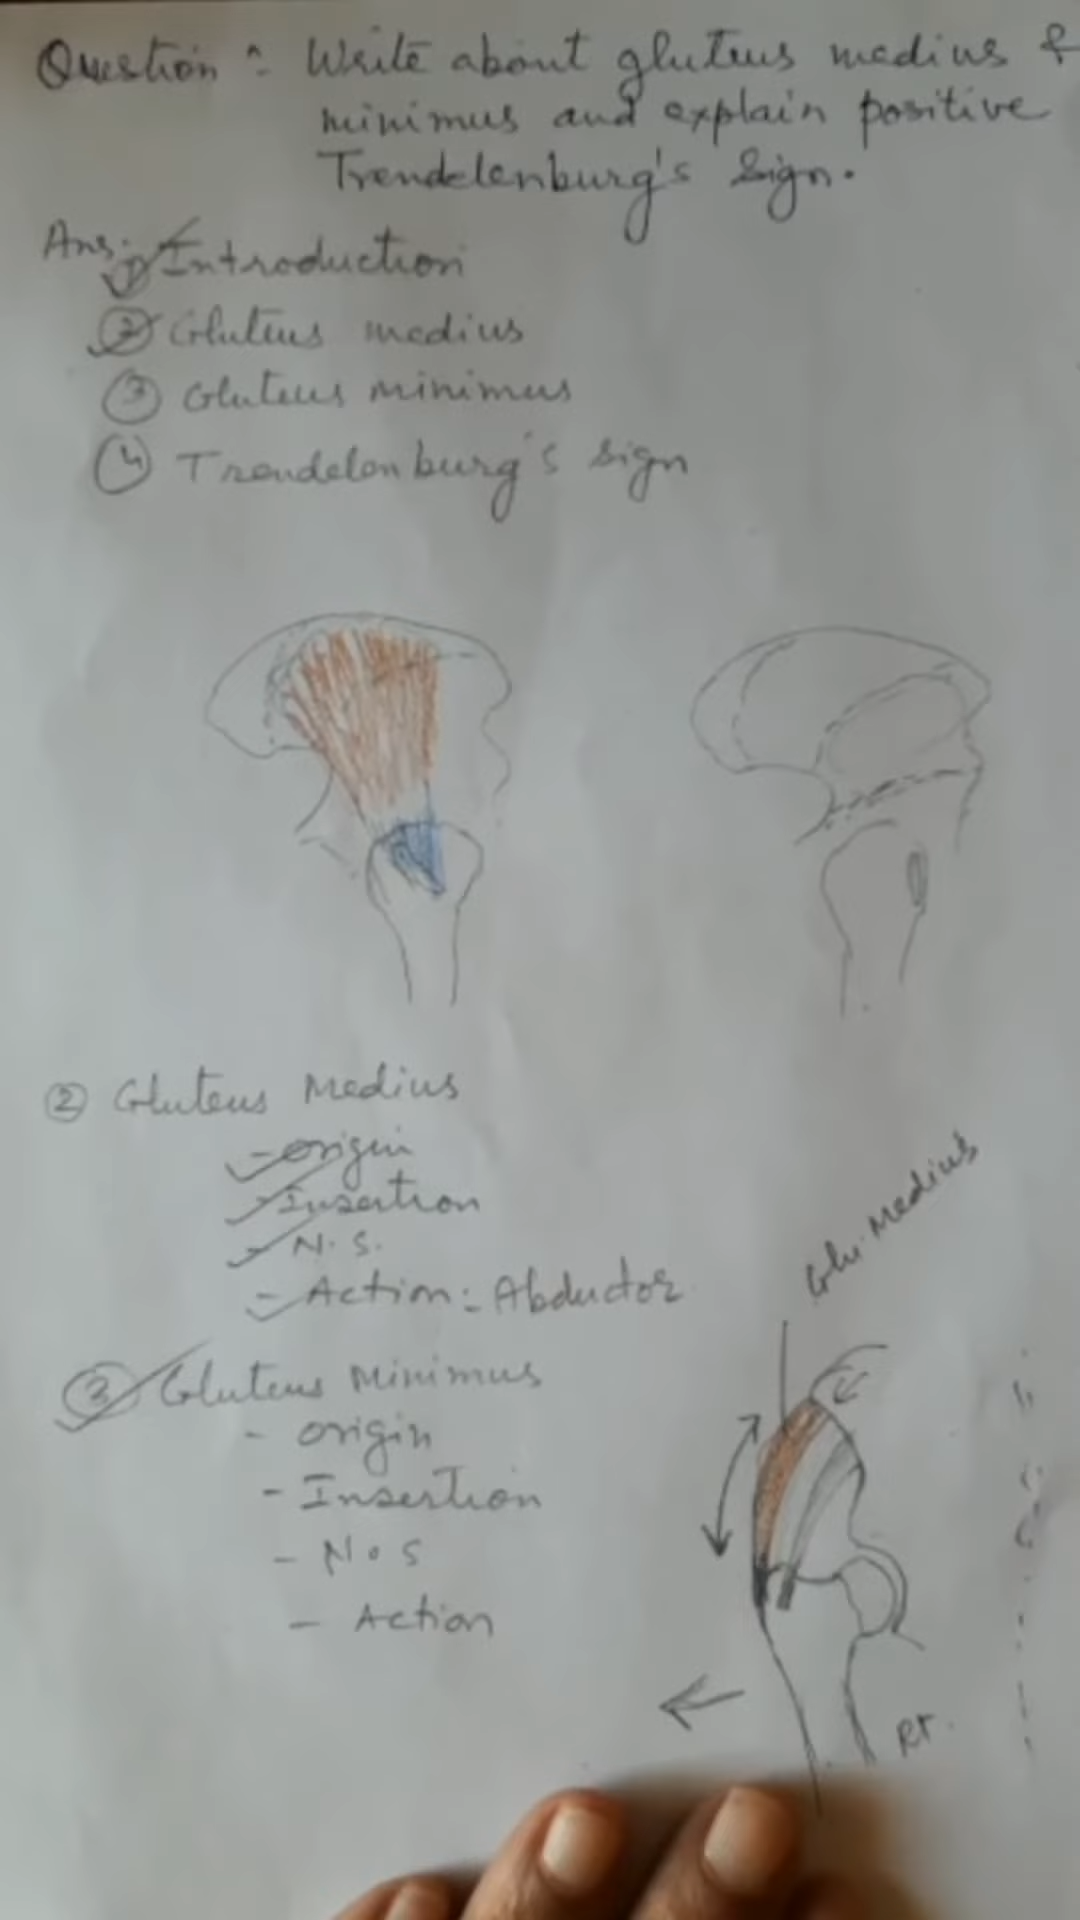 Question :- Write about gluteus medius &
minimus and explain positive
Trendelenburg's sign.
Ans:- 1) Introduction
2 Gluteus medius
3 Gluteus minimus
4 Trendelenburg's sign
2 Gluteus Medius
- origin
- Insertion
- N.S.
- Action: Abductor
3 Gluteus Minimus
- origin
- Insertion
- N.S
- Action
Glu. Medius
RT.